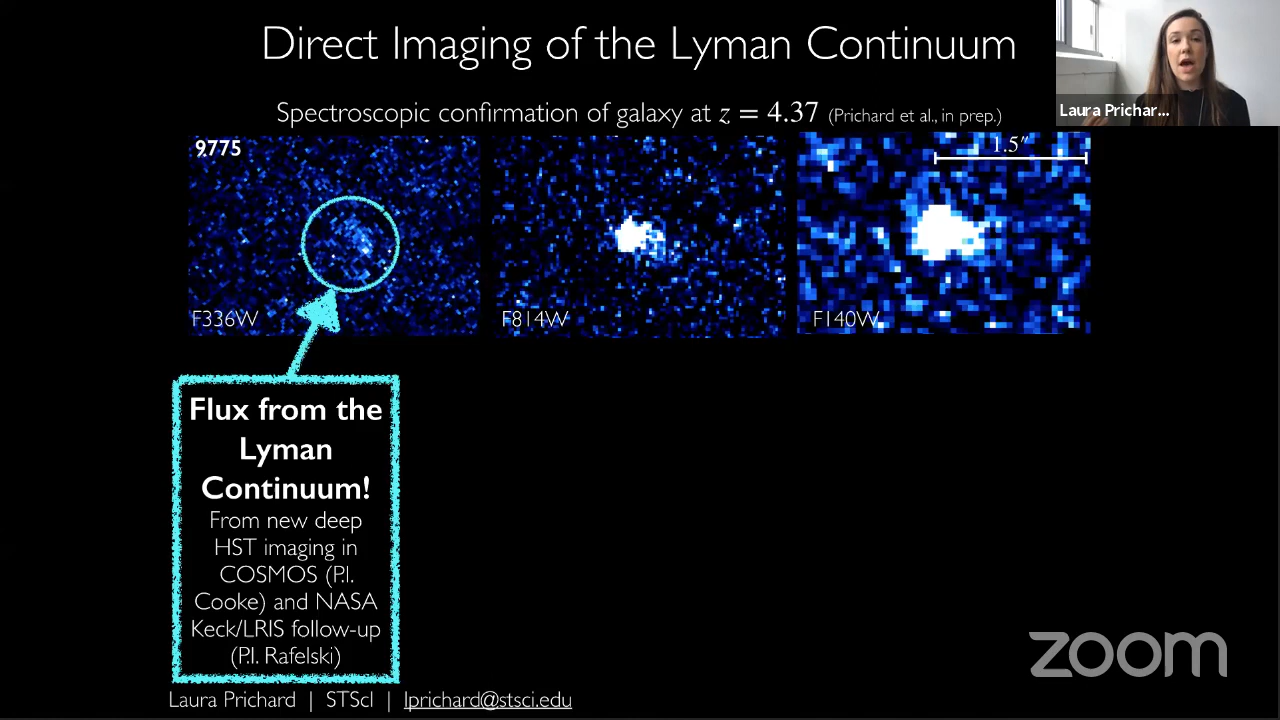 Direct Imaging of the Lyman Continuum
Laura Prichar...
Spectroscopic confirmation of galaxy at z = 4.37 (Prichard et al., in prep.)
9775
1.5″
F336W
F814W
F140W
Flux from the
Lyman
Continuum!
From new deep
HST imaging in
COSMOS (P.I.
Cooke) and NASA
Keck/LRIS follow-up
(P.I. Rafelski)
zoom
Laura Prichard | STScI | lprichard@stsci.edu